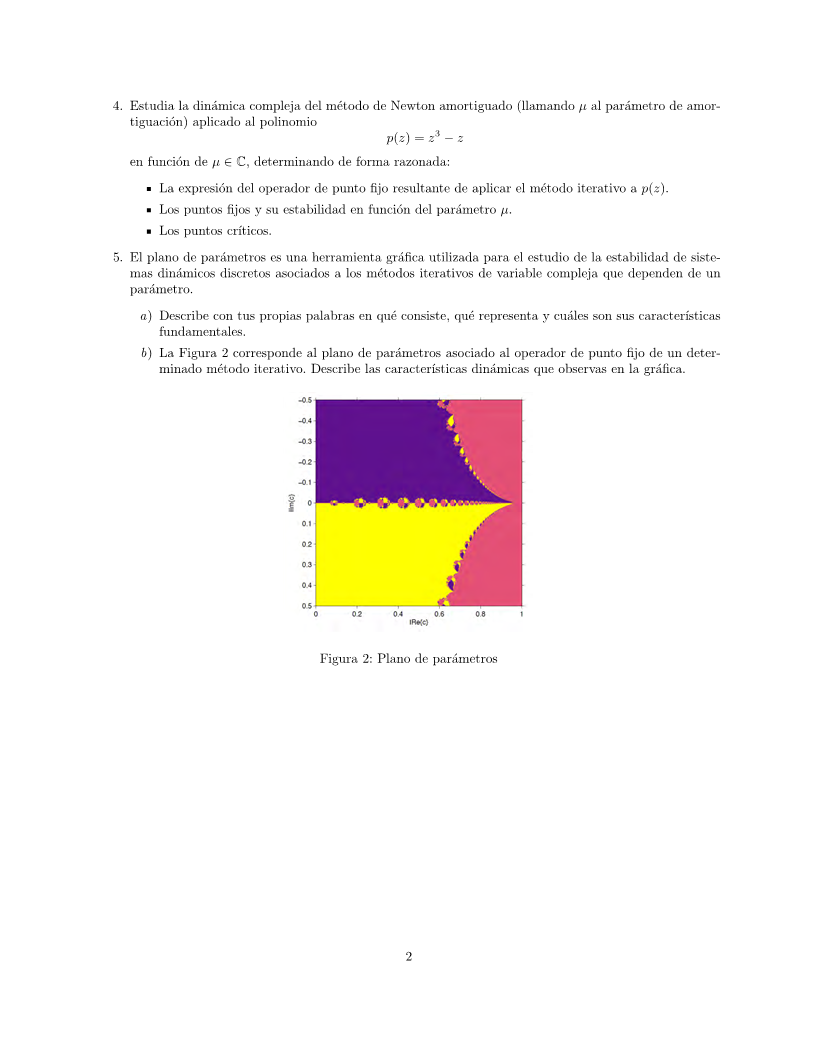 4. Estudia la dinámica compleja del método de Newton amortiguado (llamando μ al parámetro de amor-
tiguación) aplicado al polinomio
p(z) = z³ − z
en función de μ ∈ ℂ, determinando de forma razonada:
▪ La expresión del operador de punto fijo resultante de aplicar el método iterativo a p(z).
▪ Los puntos fijos y su estabilidad en función del parámetro μ.
▪ Los puntos críticos.
5. El plano de parámetros es una herramienta gráfica utilizada para el estudio de la estabilidad de siste-
mas dinámicos discretos asociados a los métodos iterativos de variable compleja que dependen de un
parámetro.
a) Describe con tus propias palabras en qué consiste, qué representa y cuáles son sus características
fundamentales.
b) La Figura 2 corresponde al plano de parámetros asociado al operador de punto fijo de un deter-
minado método iterativo. Describe las características dinámicas que observas en la gráfica.
−0.5
−0.4
−0.3
−0.2
−0.1
0
0.1
0.2
0.3
0.4
0.5
IIm(c)
0 0.2 0.4 0.6 0.8 1
IRe(c)
Figura 2: Plano de parámetros
2